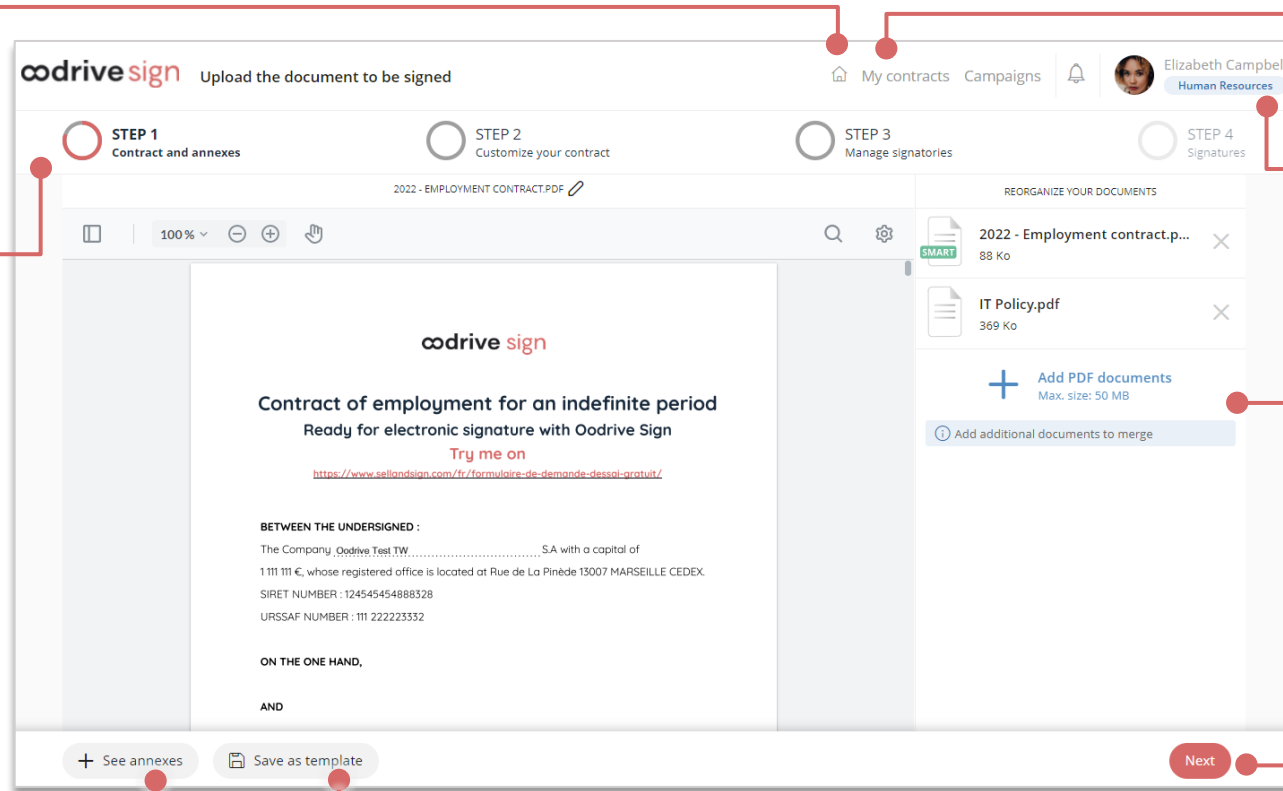 oodrive sign Upload the document to be signed My contracts Campaigns Elizabeth Campbel
Human Resources
STEP 1 STEP 2 STEP 3 STEP 4
Contract and annexes Customize your contract Manage signatories Signatures
2022 - EMPLOYMENT CONTRACT.PDF
REORGANIZE YOUR DOCUMENTS
100 %
SMART
2022 - Employment contract.p...
88 Ko
IT Policy.pdf
369 Ko
Add PDF documents
Max. size: 50 MB
Add additional documents to merge
oodrive sign
Contract of employment for an indefinite period
Ready for electronic signature with Oodrive Sign
Try me on
https://www.sellandsign.com/fr/formulaire-de-demande-dessai-gratuit/
BETWEEN THE UNDERSIGNED :
The Company Oodrive Test TW S.A with a capital of
1 111 111 €, whose registered office is located at Rue de La Pinède 13007 MARSEILLE CEDEX.
SIRET NUMBER : 124545454888328
URSSAF NUMBER : 111 222223332
ON THE ONE HAND,
AND
See annexes Save as template Next